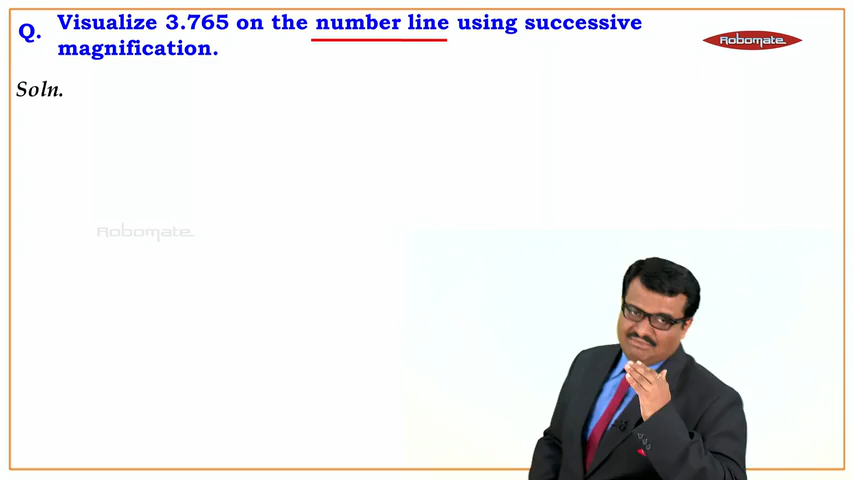 Q. Visualize 3.765 on the number line using successive
magnification.
Robomate
Soln.
Robomate